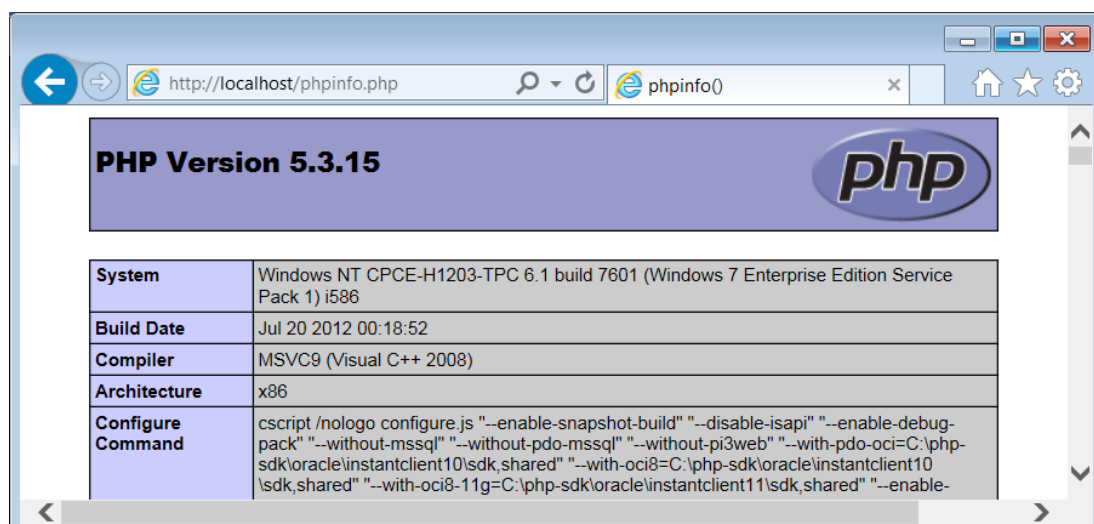 http://localhost/phpinfo.php
phpinfo()
PHP Version 5.3.15
php
System
Windows NT CPCE-H1203-TPC 6.1 build 7601 (Windows 7 Enterprise Edition Service
Pack 1) i586
Build Date
Jul 20 2012 00:18:52
Compiler
MSVC9 (Visual C++ 2008)
Architecture
x86
Configure
Command
cscript /nologo configure.js "--enable-snapshot-build" "--disable-isapi" "--enable-debug-
pack" "--without-mssql" "--without-pdo-mssql" "--without-pi3web" "--with-pdo-oci=C:\php-
sdk\oracle\instantclient10\sdk,shared" "--with-oci8=C:\php-sdk\oracle\instantclient10
\sdk,shared" "--with-oci8-11g=C:\php-sdk\oracle\instantclient11\sdk,shared" "--enable-